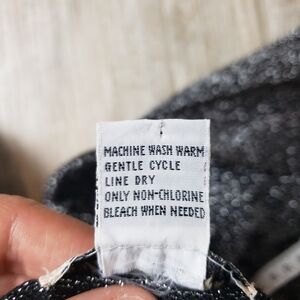 MACHINE WASH WARM
GENTLE CYCLE
LINE DRY
ONLY NON-CHLORINE
BLEACH WHEN NEEDED